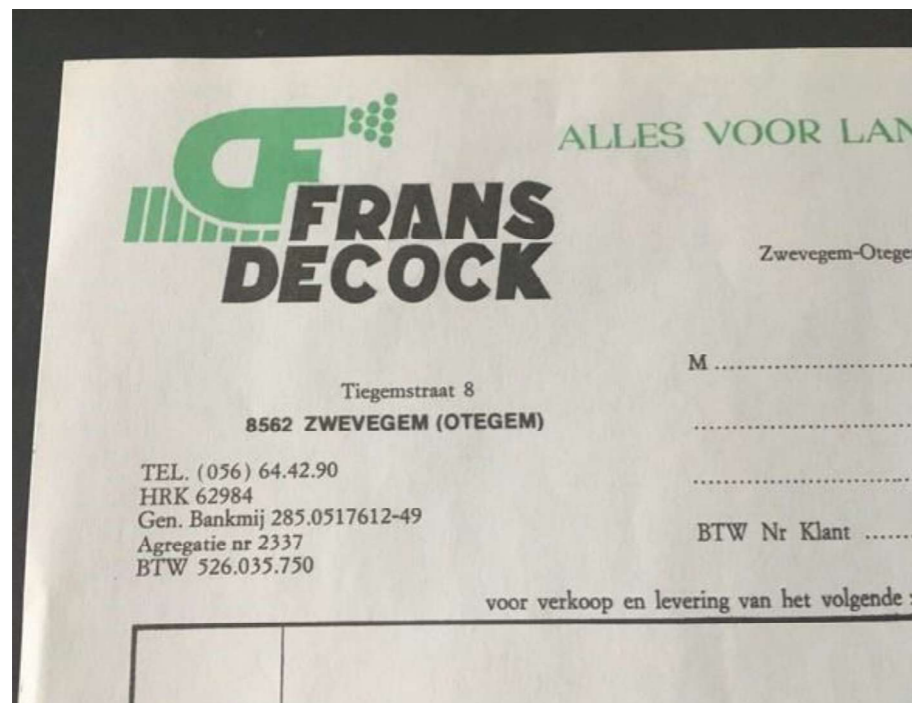 CF
FRANS
DECOCK
ALLES VOOR LAN
Zwevegem-Otege
Tiegemstraat 8
8562 ZWEVEGEM (OTEGEM)
TEL. (056) 64.42.90
HRK 62984
Gen. Bankmij 285.0517612-49
Agregatie nr 2337
BTW 526.035.750
M ..............................
..............................
..............................
BTW Nr Klant .......
voor verkoop en levering van het volgende :